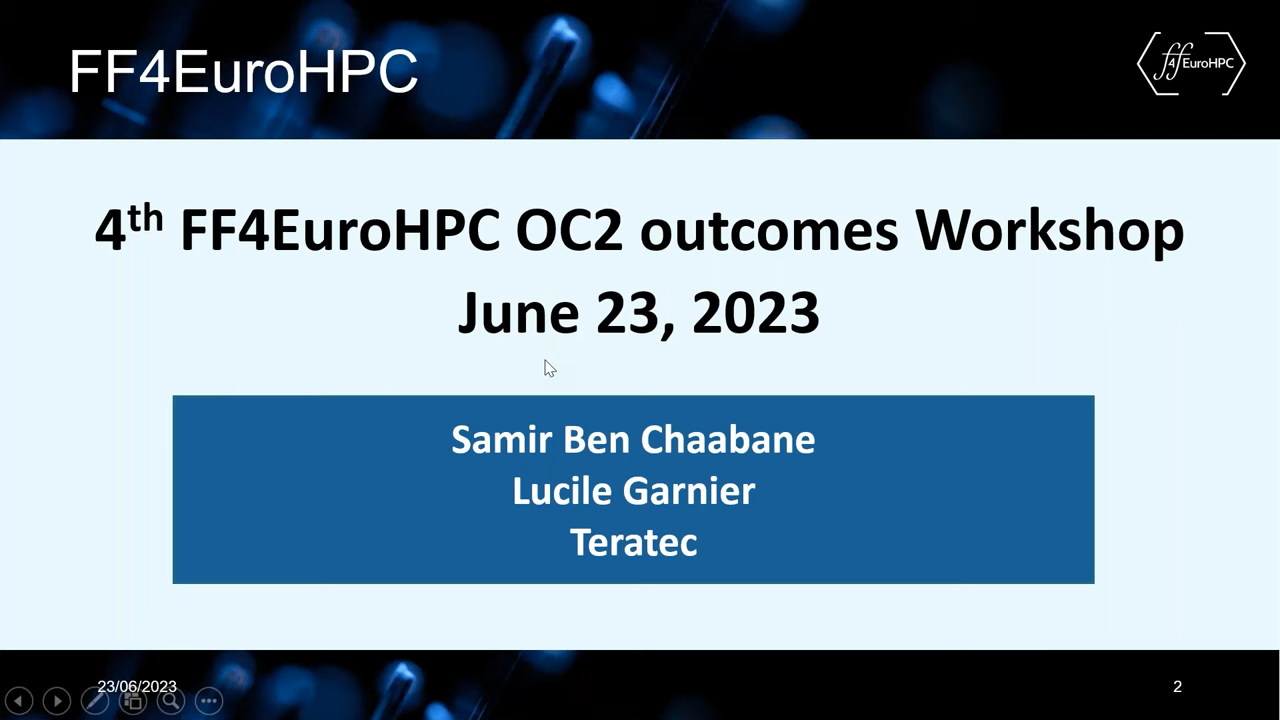 FF4EuroHPC
ff4EuroHPC
4th FF4EuroHPC OC2 outcomes Workshop
June 23, 2023
Samir Ben Chaabane
Lucile Garnier
Teratec
23/06/2023
2